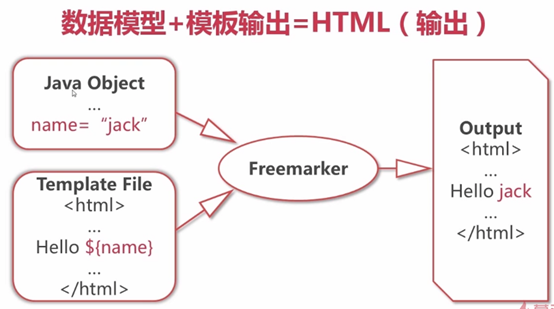 数据模型+模板输出=HTML（输出）
Java Object
...
name=“jack”
Template File
<html>
...
Hello ${name}
...
</html>
Freemarker
Output
<html>
...
Hello jack
...
</html>